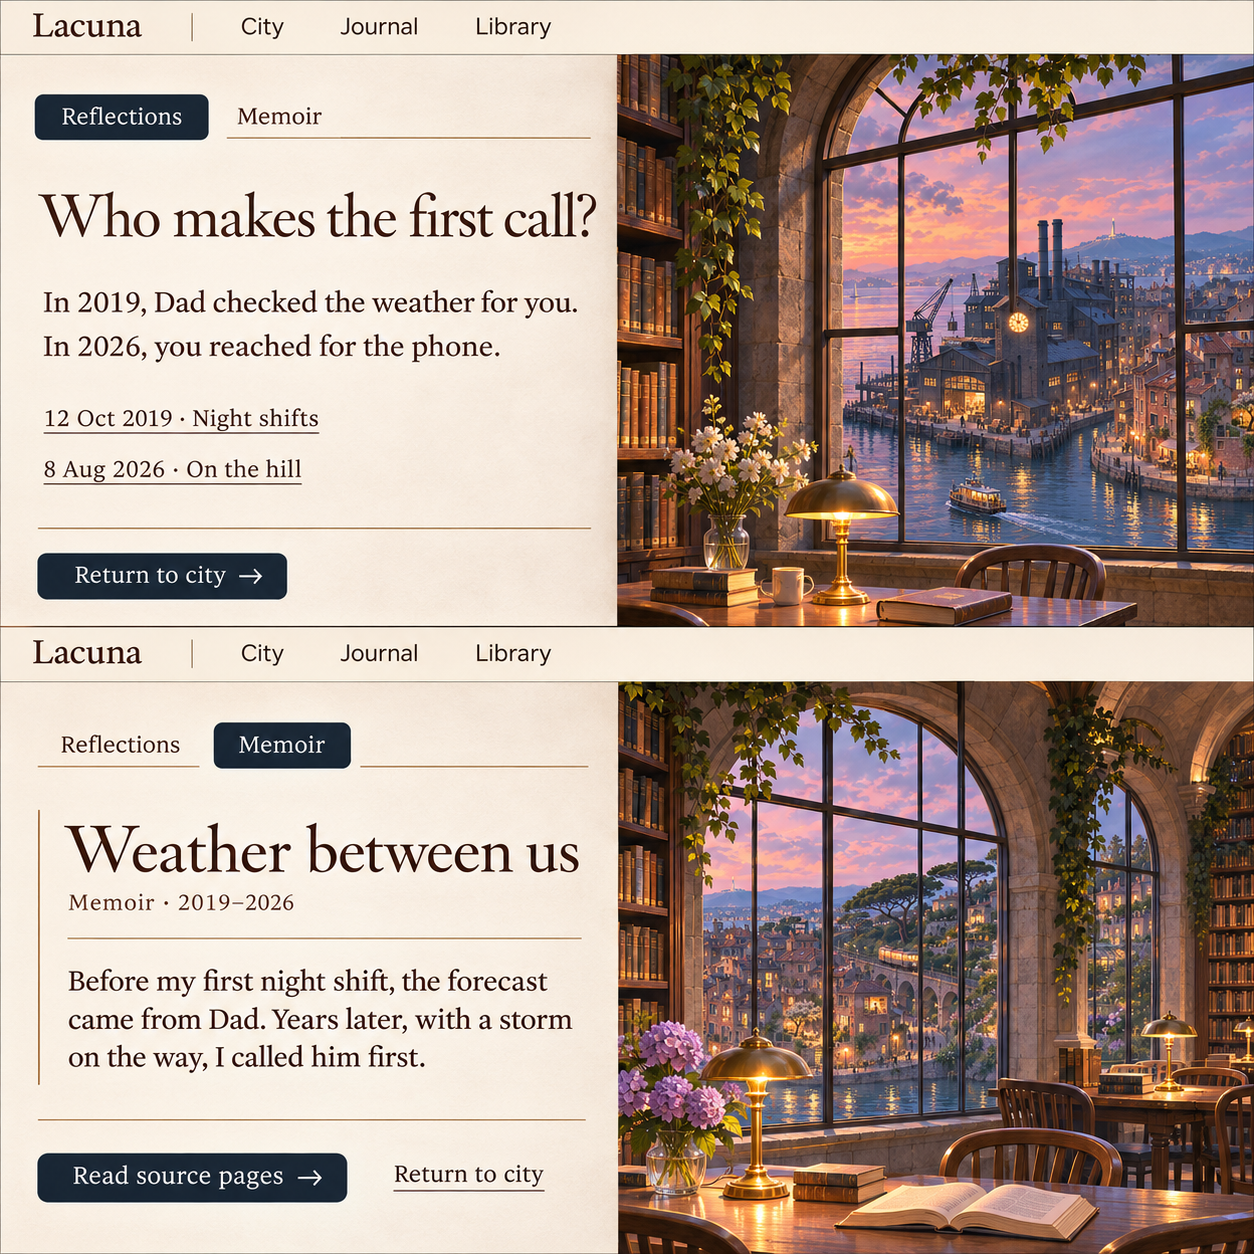 Lacuna
City
Journal
Library
Reflections
Memoir
Who makes the first call?
In 2019, Dad checked the weather for you.
In 2026, you reached for the phone.
12 Oct 2019 · Night shifts
8 Aug 2026 · On the hill
Return to city →
Lacuna
City
Journal
Library
Reflections
Memoir
Weather between us
Memoir · 2019–2026
Before my first night shift, the forecast
came from Dad. Years later, with a storm
on the way, I called him first.
Read source pages →
Return to city